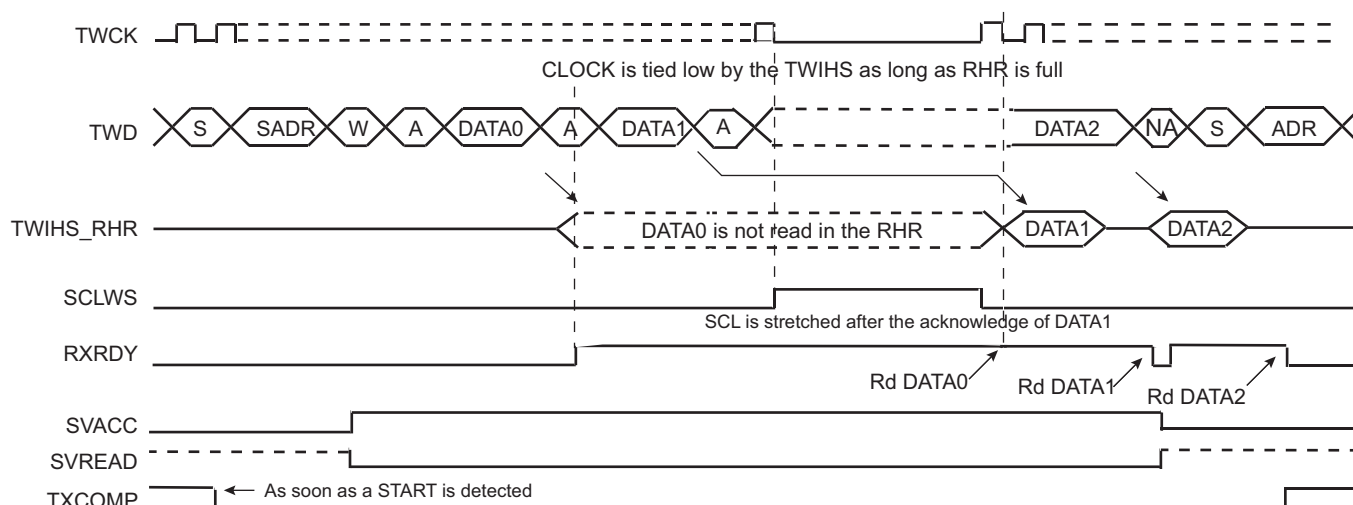 TWCK
CLOCK is tied low by the TWIHS as long as RHR is full
TWD S SADR W A DATA0 A DATA1 A DATA2 NA S ADR
TWIHS_RHR DATA0 is not read in the RHR DATA1 DATA2
SCLWS
SCL is stretched after the acknowledge of DATA1
RXRDY
Rd DATA0 Rd DATA1 Rd DATA2
SVACC
SVREAD
TXCOMP As soon as a START is detected